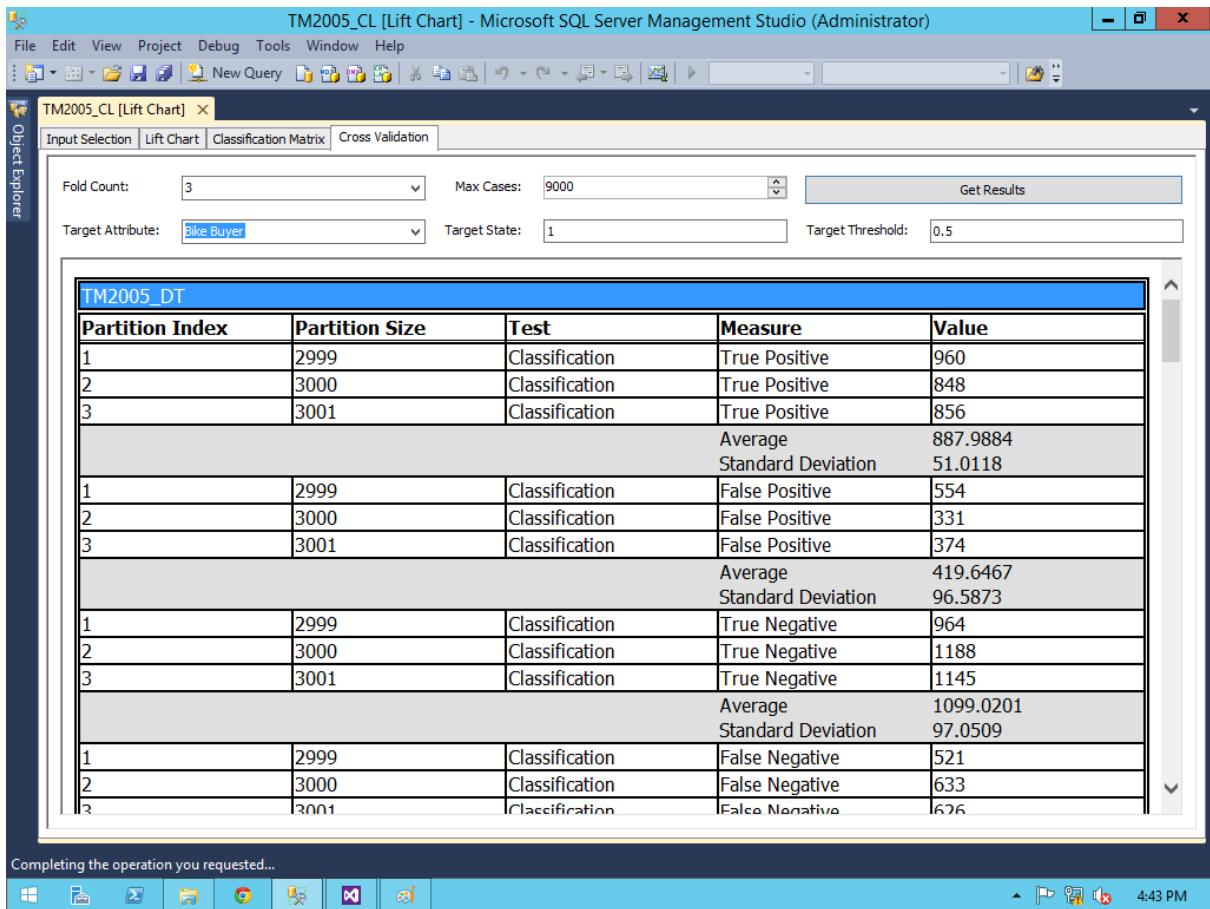 TM2005_CL [Lift Chart] - Microsoft SQL Server Management Studio (Administrator)
File Edit View Project Debug Tools Window Help
New Query
Object Explorer
TM2005_CL [Lift Chart]
Input Selection Lift Chart Classification Matrix Cross Validation
Fold Count: 3 Max Cases: 9000 Get Results
Target Attribute: Bike Buyer Target State: 1 Target Threshold: 0.5
TM2005_DT
Partition Index Partition Size Test Measure Value
1 2999 Classification True Positive 960
2 3000 Classification True Positive 848
3 3001 Classification True Positive 856
Average 887.9884
Standard Deviation 51.0118
1 2999 Classification False Positive 554
2 3000 Classification False Positive 331
3 3001 Classification False Positive 374
Average 419.6467
Standard Deviation 96.5873
1 2999 Classification True Negative 964
2 3000 Classification True Negative 1188
3 3001 Classification True Negative 1145
Average 1099.0201
Standard Deviation 97.0509
1 2999 Classification False Negative 521
2 3000 Classification False Negative 633
3 3001 Classification False Negative 626
Completing the operation you requested...
4:43 PM